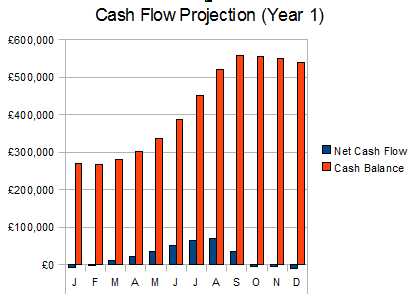 Cash Flow Projection (Year 1)
£600,000
£500,000
£400,000
£300,000
£200,000
£100,000
£0
J F M A M J J A S O N D
Net Cash Flow
Cash Balance